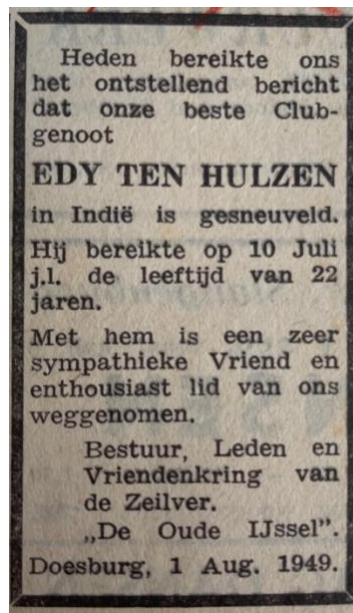 Heden bereikte ons
het ontstellend bericht
dat onze beste Club-
genoot
EDY TEN HULZEN
in Indië is gesneuveld.
Hij bereikte op 10 Juli
j.l. de leeftijd van 22
jaren.
Met hem is een zeer
sympathieke Vriend en
enthousiast lid van ons
weggenomen.
Bestuur, Leden en
Vriendenkring van
de Zeilver.
„De Oude IJssel”.
Doesburg, 1 Aug. 1949.